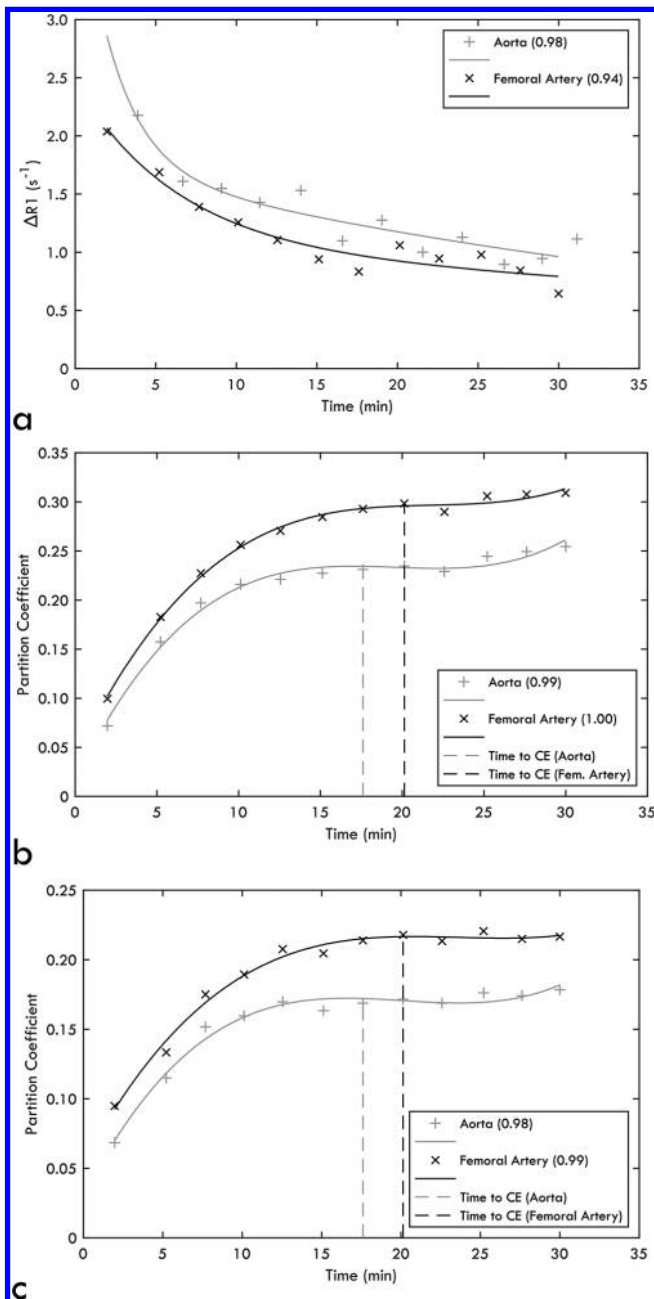 3.0
2.5
2.0
1.5
1.0
0.5
0
ΔR1 (s⁻¹)
Aorta (0.98)
Femoral Artery (0.94)
0 5 10 15 20 25 30 35
Time (min)
a
0.35
0.30
0.25
0.20
0.10
0.05
0
Partition Coefficient
Aorta (0.99)
Femoral Artery (1.00)
Time to CE (Aorta)
Time to CE (Fem. Artery)
0 5 10 15 20 25 30 35
Time (min)
b
0.25
0.20
0.15
0.10
0.05
0.00
Partition Coefficient
Aorta (0.98)
Femoral Artery (0.99)
Time to CE (Aorta)
Time to CE (Femoral Artery)
0 5 10 15 20 25 30 35
Time (min)
c